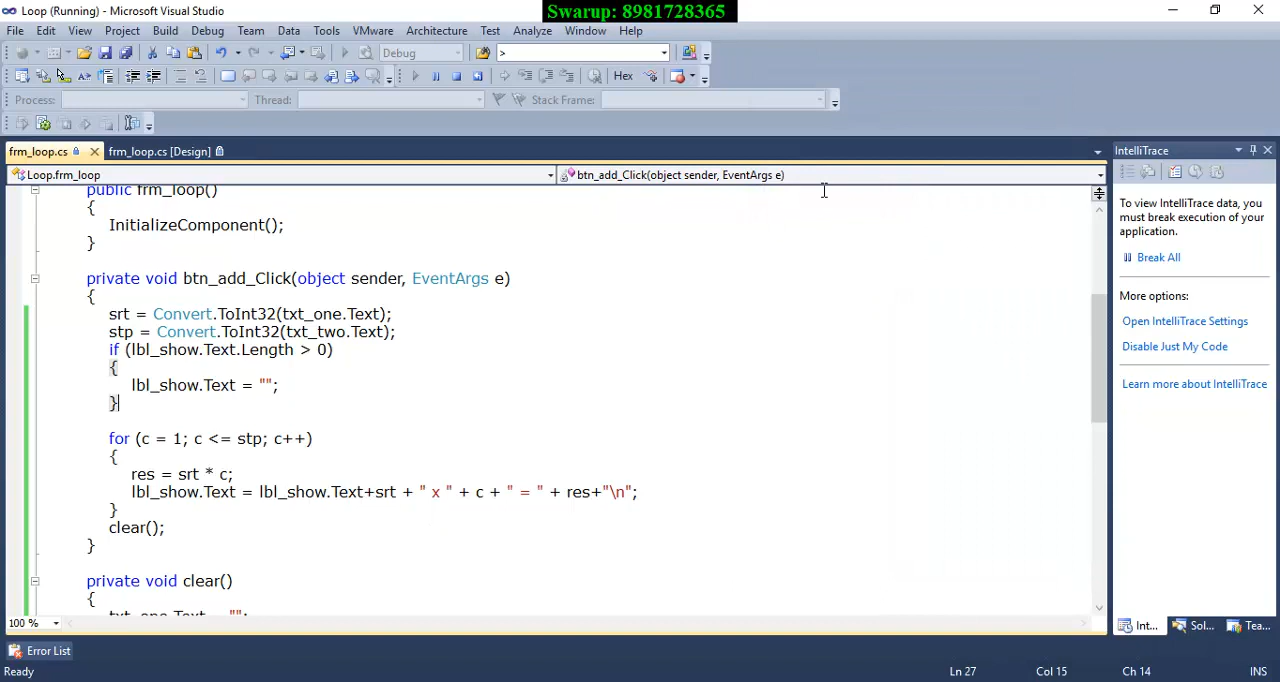 Loop (Running) - Microsoft Visual Studio
Swarup: 8981728365
File Edit View Project Build Debug Team Data Tools VMware Architecture Test Analyze Window Help
Debug >
Hex
Process: Thread: Stack Frame:
frm_loop.cs frm_loop.cs [Design]
Loop.frm_loop btn_add_Click(object sender, EventArgs e)
public frm_loop()
{
InitializeComponent();
}
private void btn_add_Click(object sender, EventArgs e)
{
srt = Convert.ToInt32(txt_one.Text);
stp = Convert.ToInt32(txt_two.Text);
if (lbl_show.Text.Length > 0)
{
lbl_show.Text = "";
}
for (c = 1; c <= stp; c++)
{
res = srt * c;
lbl_show.Text = lbl_show.Text+srt + " x " + c + " = " + res+"\n";
}
clear();
}
private void clear()
{
txt_one.Text = "";
100 %
IntelliTrace
To view IntelliTrace data, you
must break execution of your
application.
Break All
More options:
Open IntelliTrace Settings
Disable Just My Code
Learn more about IntelliTrace
Int... Sol... Tea...
Error List
Ready Ln 27 Col 15 Ch 14 INS